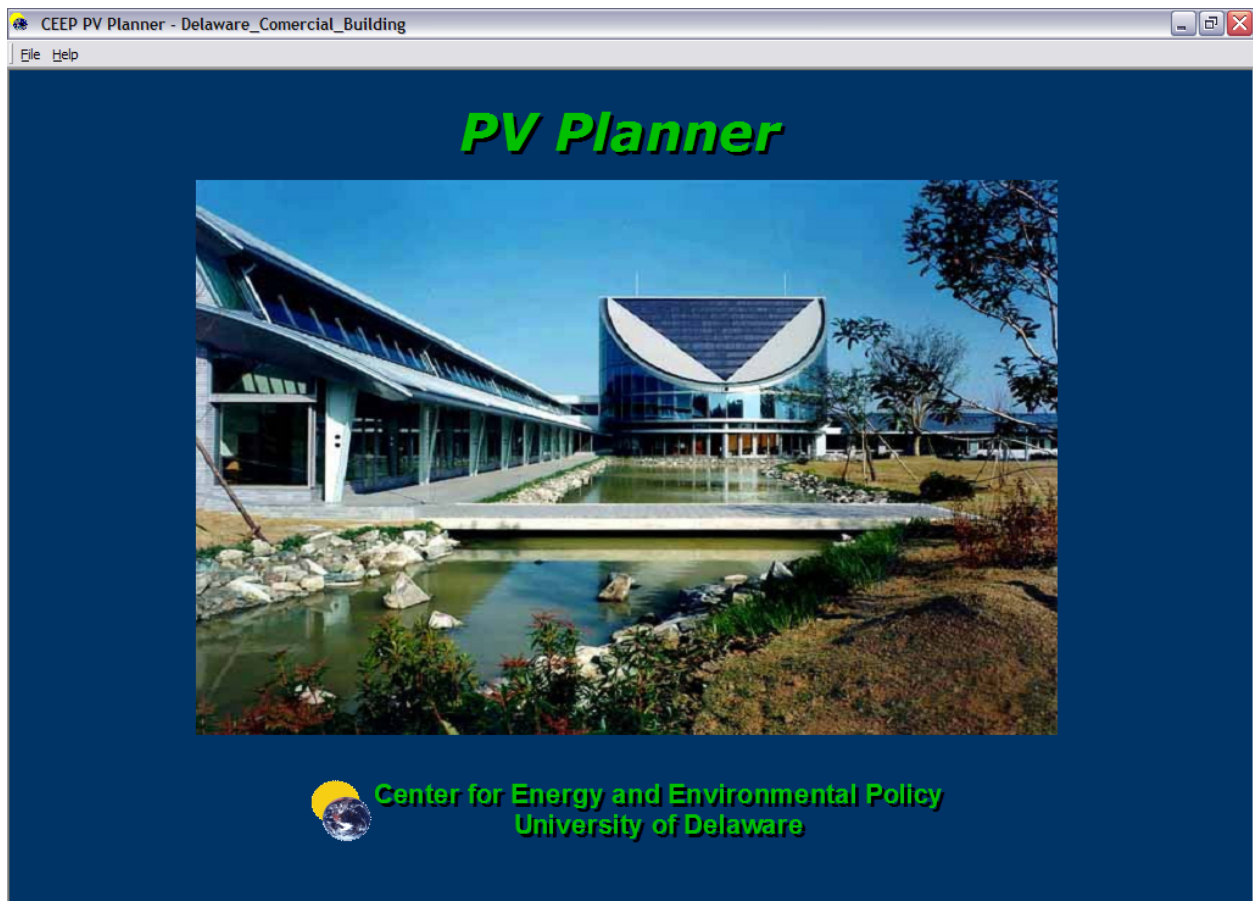 CEEP PV Planner - Delaware_Comercial_Building
File Help
PV Planner
Center for Energy and Environmental Policy
University of Delaware